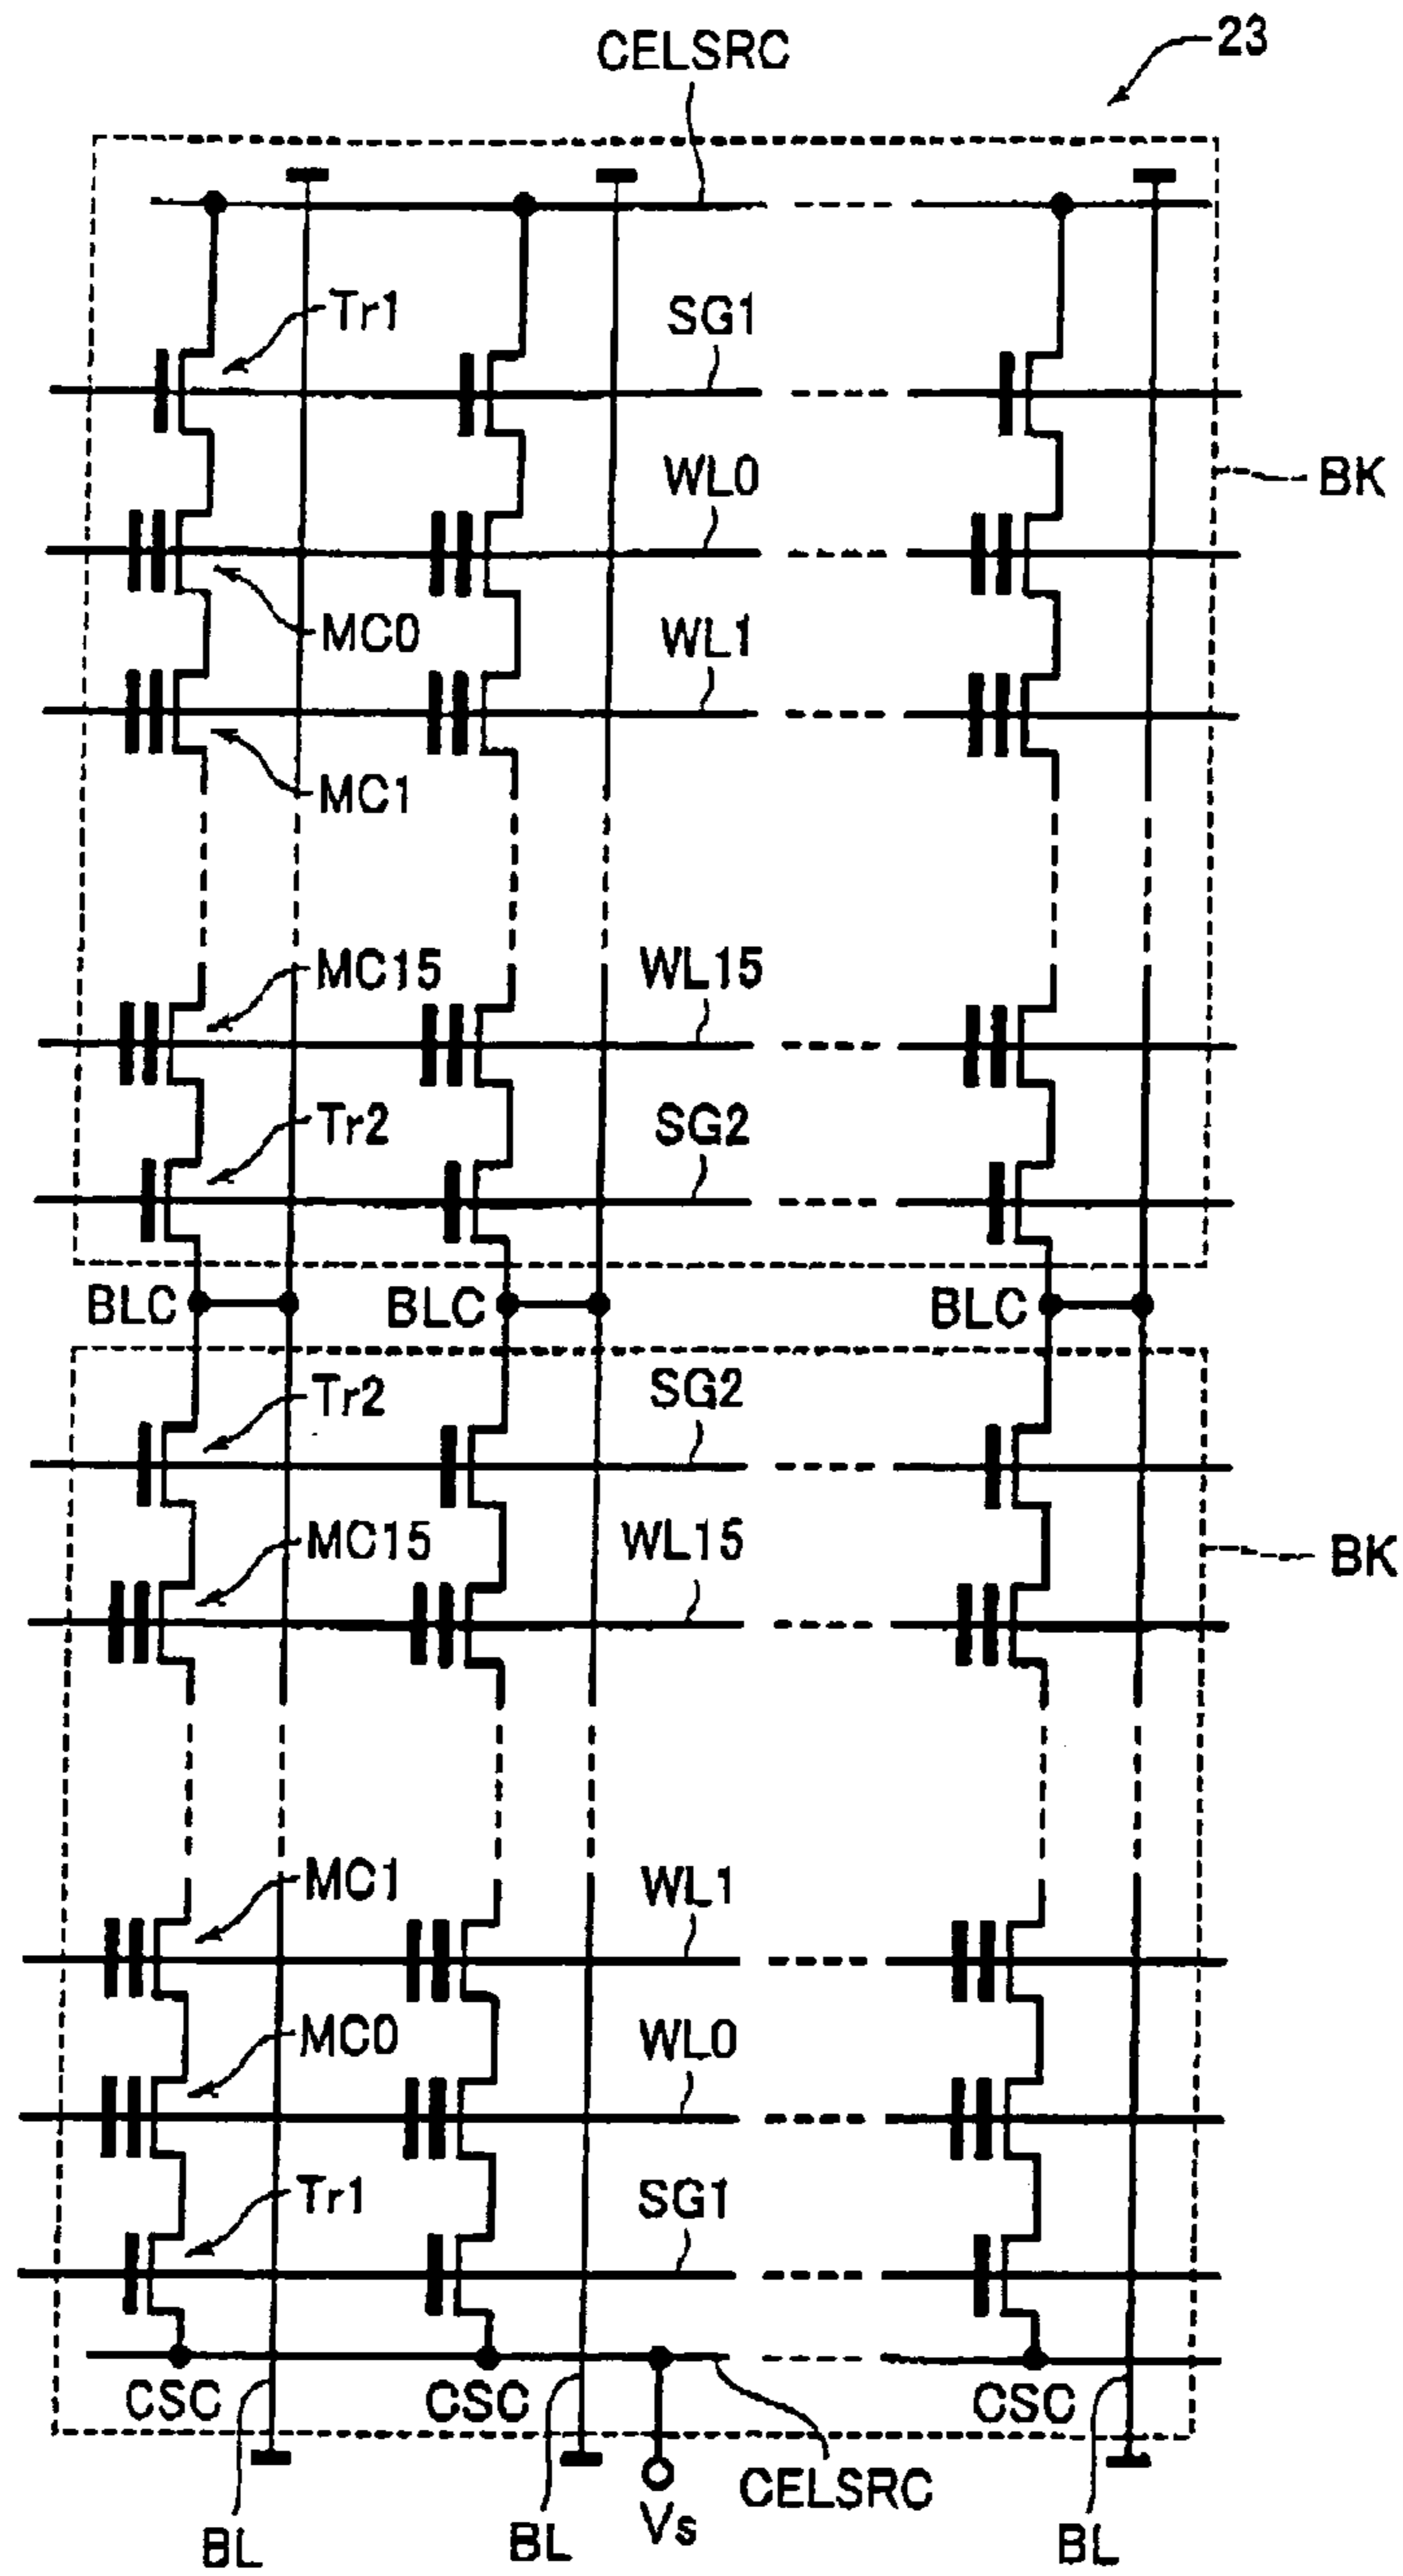 CELSRC
23
Tr1
SG1
WL0
BK
MC0
WL1
MC1
MC15
WL15
Tr2
SG2
BLC
BLC
BLC
Tr2
SG2
MC15
WL15
BK
MC1
WL1
MC0
WL0
Tr1
SG1
CSC
CSC
CSC
CELSRC
Vs
BL
BL
BL